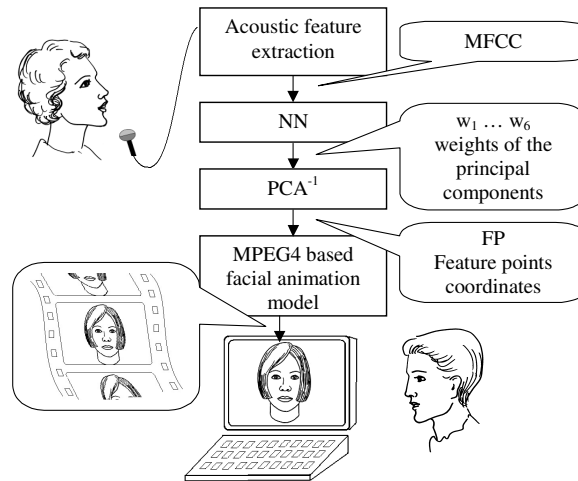 Acoustic feature
extraction
MFCC
NN
w₁ … w₆
weights of the
principal
components
PCA⁻¹
FP
Feature points
coordinates
MPEG4 based
facial animation
model